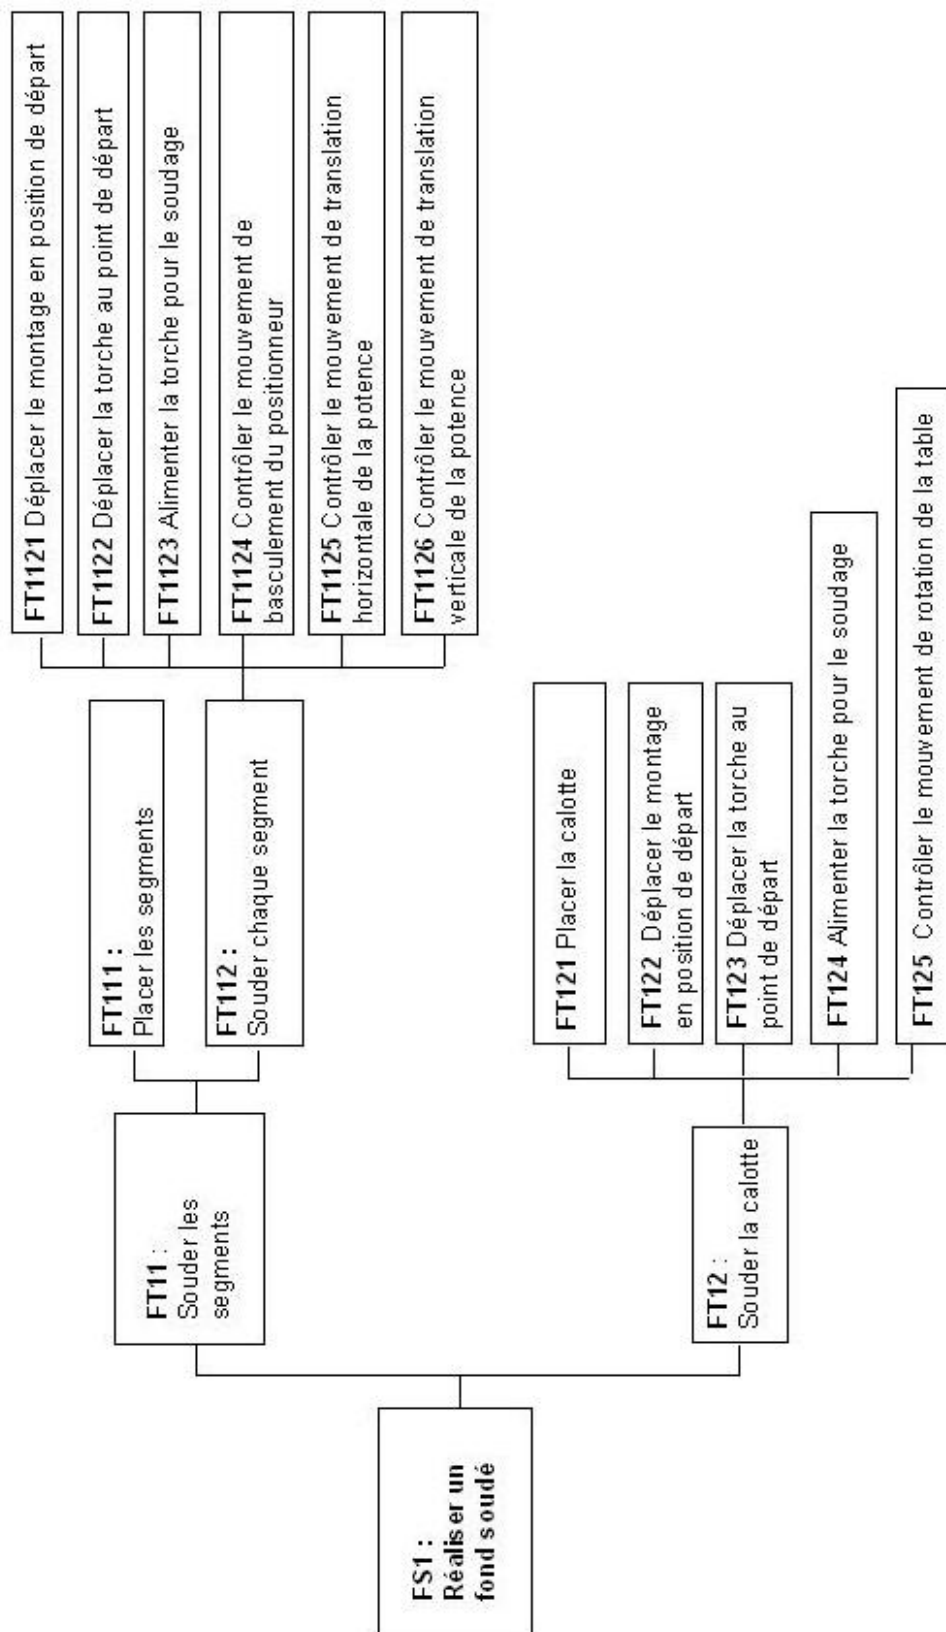 FS1 :
Réaliser un
fond soudé
FT11 :
Souder les
segments
FT111 :
Placer les segments
FT112 :
Souder chaque segment
FT1121 Déplacer le montage en position de départ
FT1122 Déplacer la torche au point de départ
FT1123 Alimenter la torche pour le soudage
FT1124 Contrôler le mouvement de
basculement du positionneur
FT1125 Contrôler le mouvement de translation
horizontale de la potence
FT1126 Contrôler le mouvement de translation
verticale de la potence
FT12 :
Souder la calotte
FT121 Placer la calotte
FT122 Déplacer le montage
en position de départ
FT123 Déplacer la torche au
point de départ
FT124 Alimenter la torche pour le soudage
FT125 Contrôler le mouvement de rotation de la table